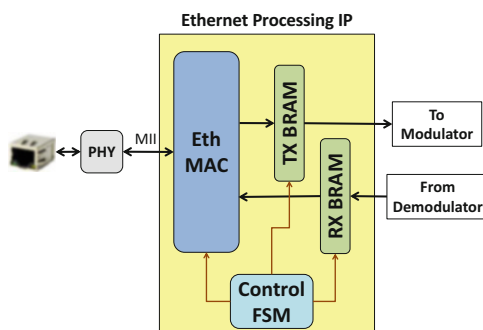 Ethernet Processing IP
Eth
MAC
TX BRAM
To
Modulator
PHY
MII
RX BRAM
From
Demodulator
Control
FSM